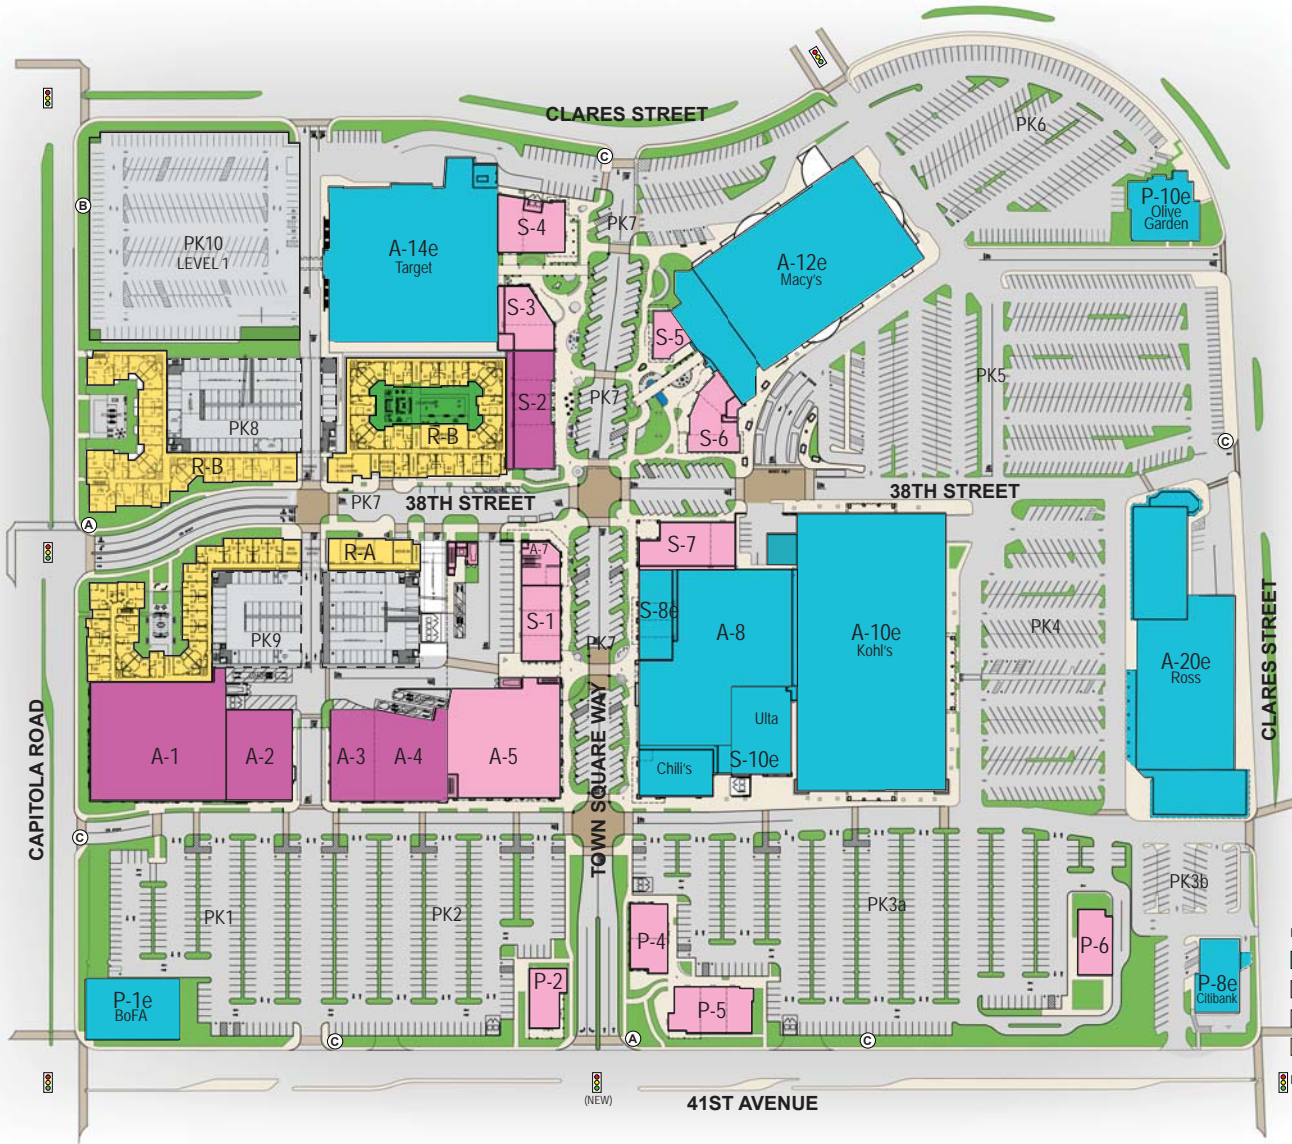 CLARES STREET
PK6
B
C
P-10e
Olive
Garden
S-4
PK7
PK10
LEVEL 1
A-14e
Target
A-12e
Macy's
S-3
S-5
PK5
PK7
S-2
S-6
PK8
R-B
R-B
C
38TH STREET
38TH STREET
PK7
A
R-A
A-7
S-7
S-1
S-8e
A-8
A-10e
Kohl's
PK4
PK9
PK7
A-20e
Ross
CLARES STREET
CAPITOLA ROAD
A-1
A-2
A-3
A-4
A-5
TOWN SQUARE WAY
Ulta
S-10e
Chili's
C
PK1
PK2
PK3a
PK3b
P-4
P-6
P-2
P-1e
BoFA
P-5
P-8e
Citibank
C
A
C
(NEW)
41ST AVENUE